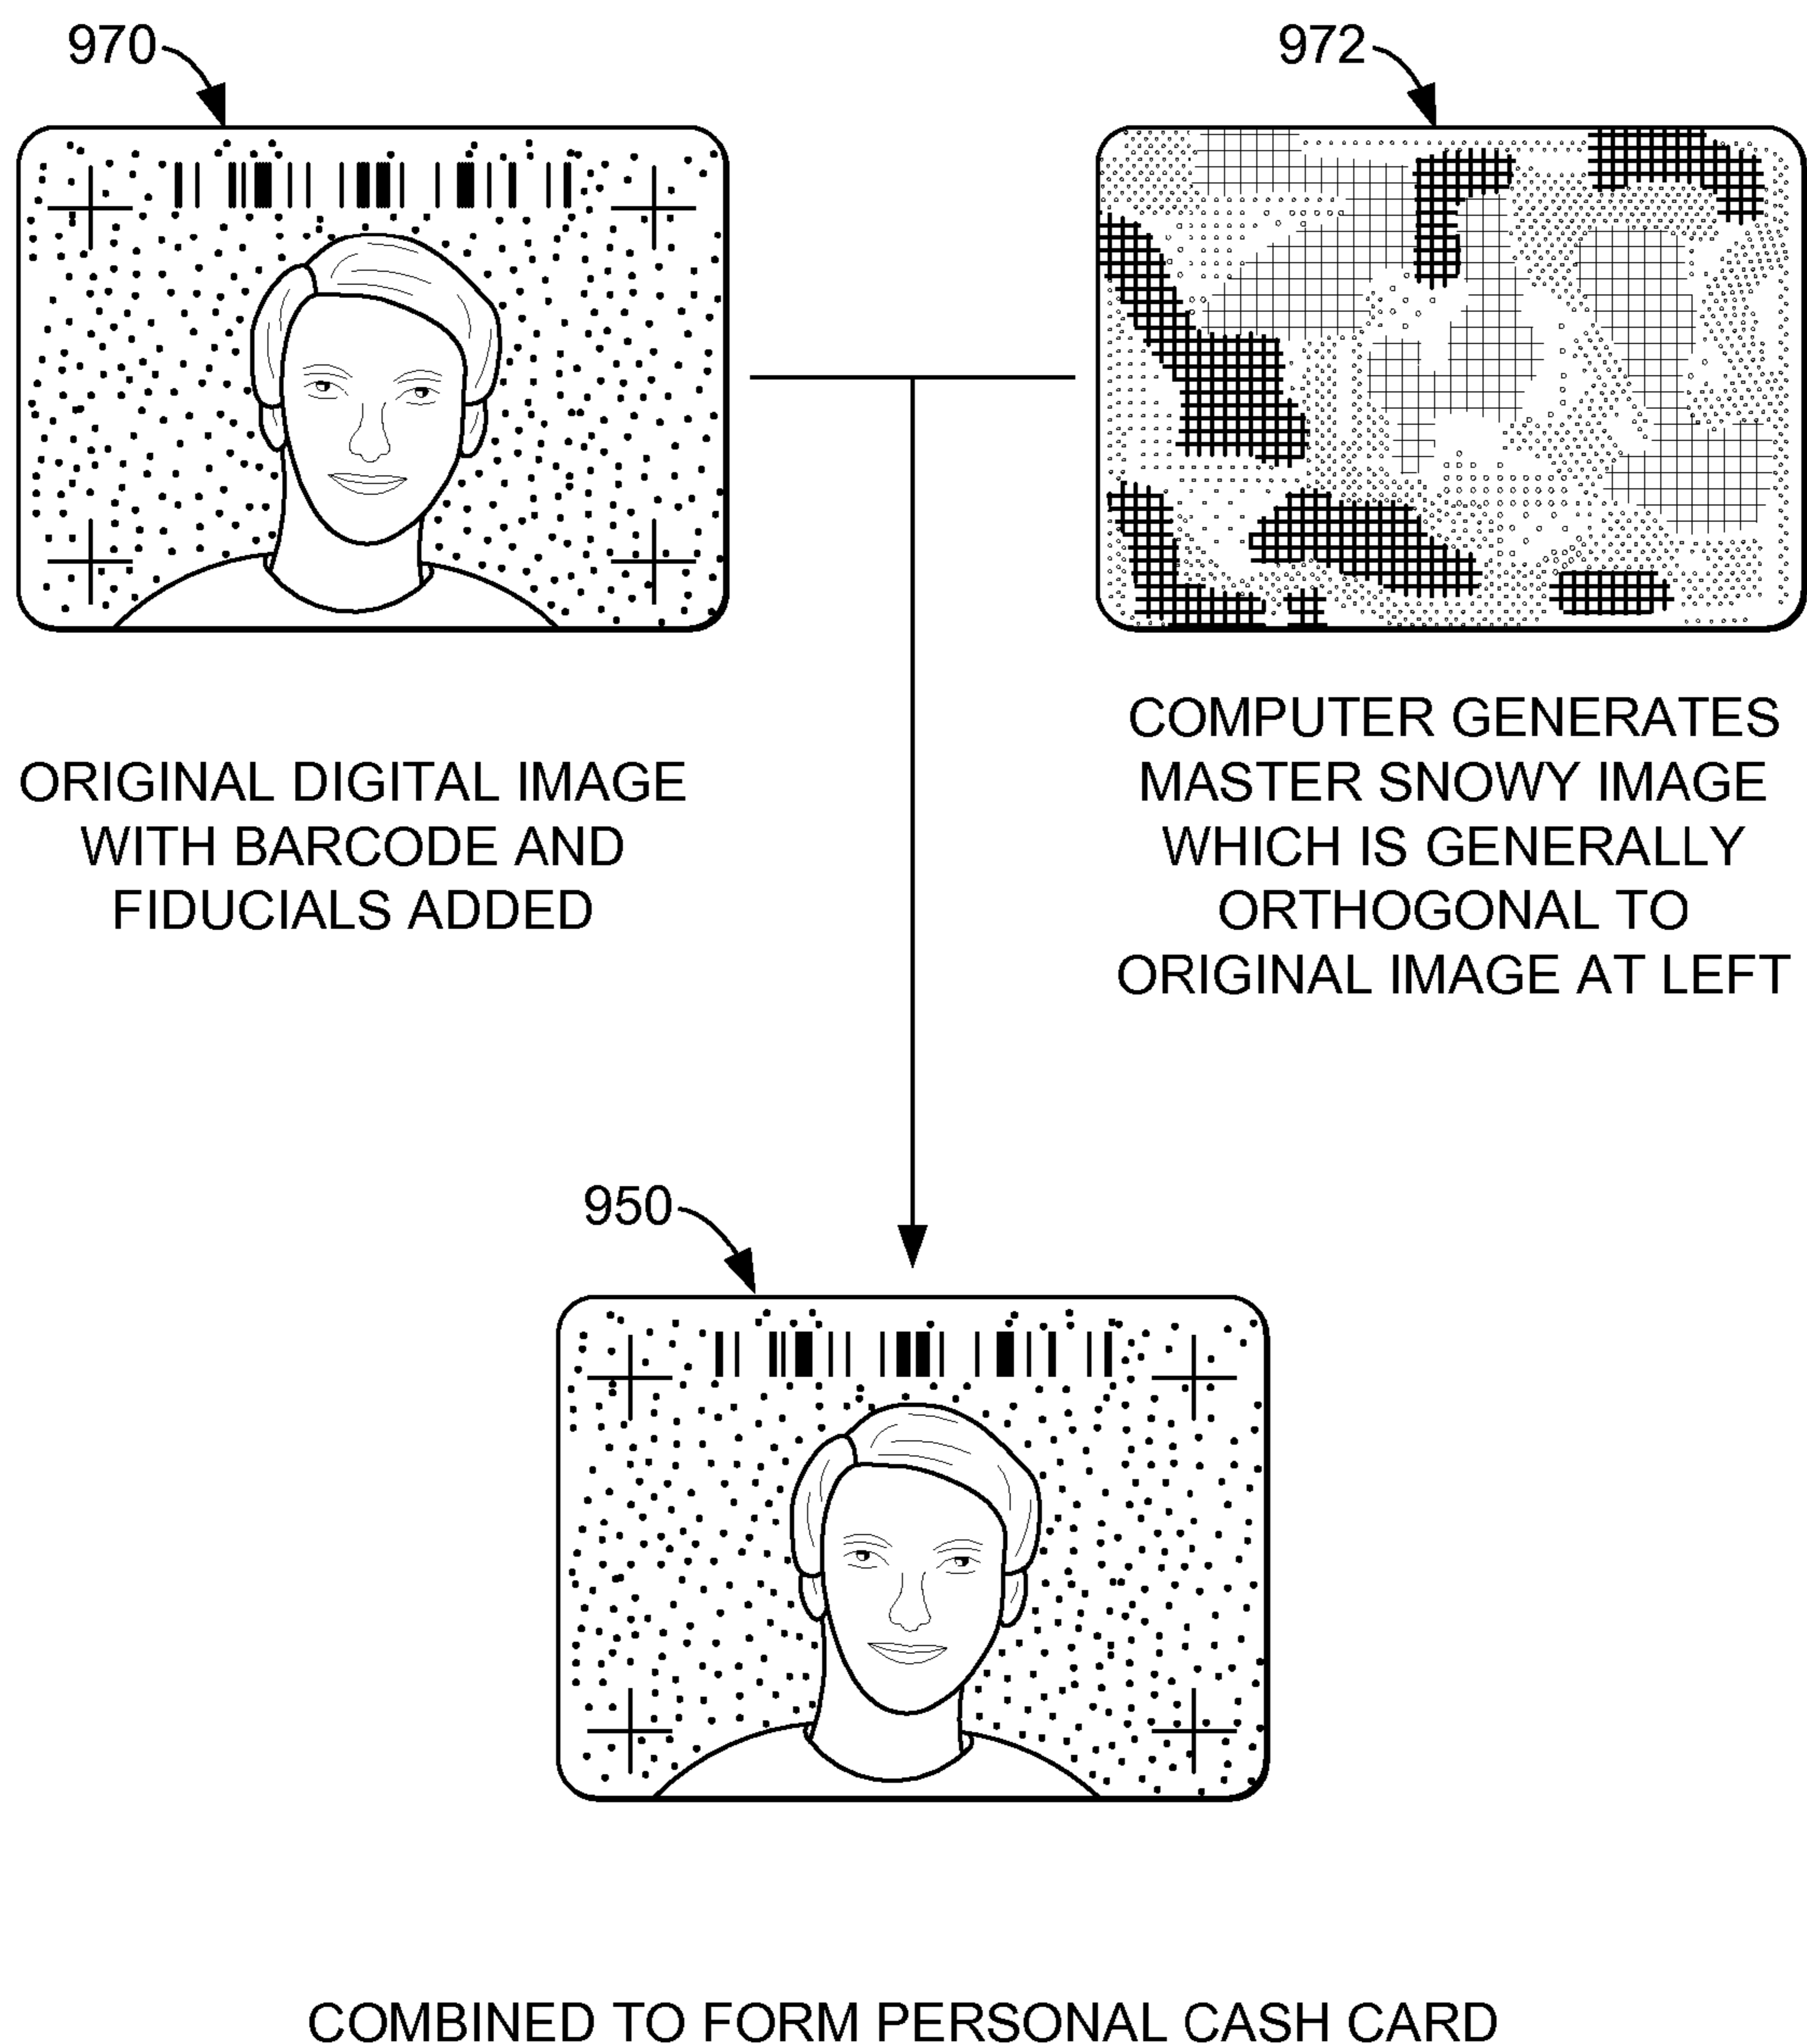 970
972
ORIGINAL DIGITAL IMAGE
WITH BARCODE AND
FIDUCIALS ADDED
COMPUTER GENERATES
MASTER SNOWY IMAGE
WHICH IS GENERALLY
ORTHOGONAL TO
ORIGINAL IMAGE AT LEFT
950
COMBINED TO FORM PERSONAL CASH CARD